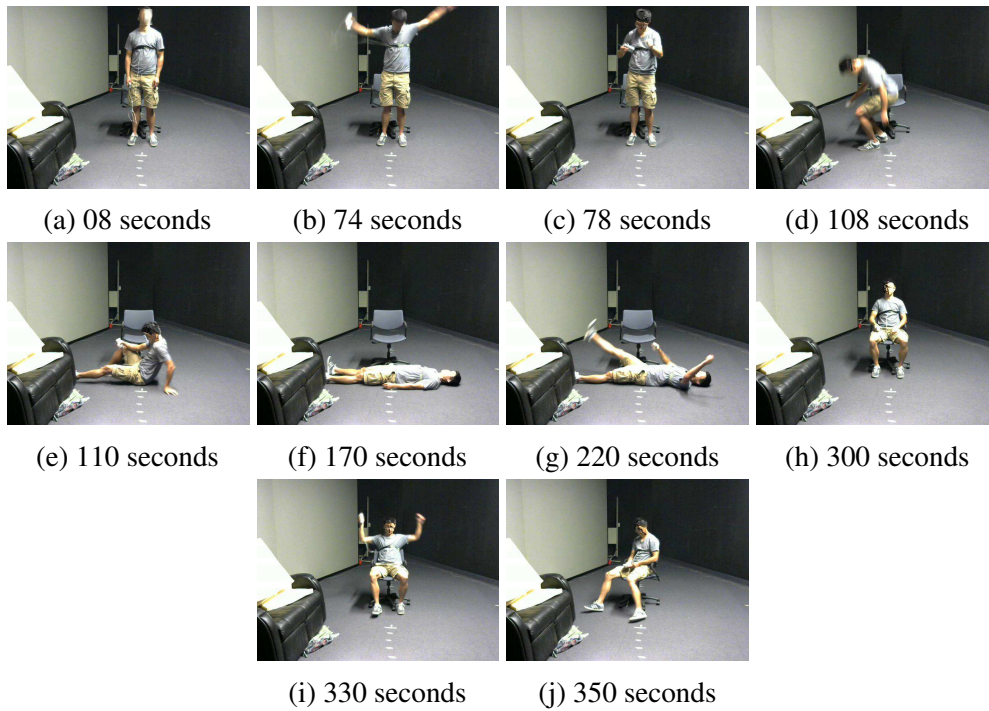 (a) 08 seconds
(b) 74 seconds
(c) 78 seconds
(d) 108 seconds
(e) 110 seconds
(f) 170 seconds
(g) 220 seconds
(h) 300 seconds
(i) 330 seconds
(j) 350 seconds